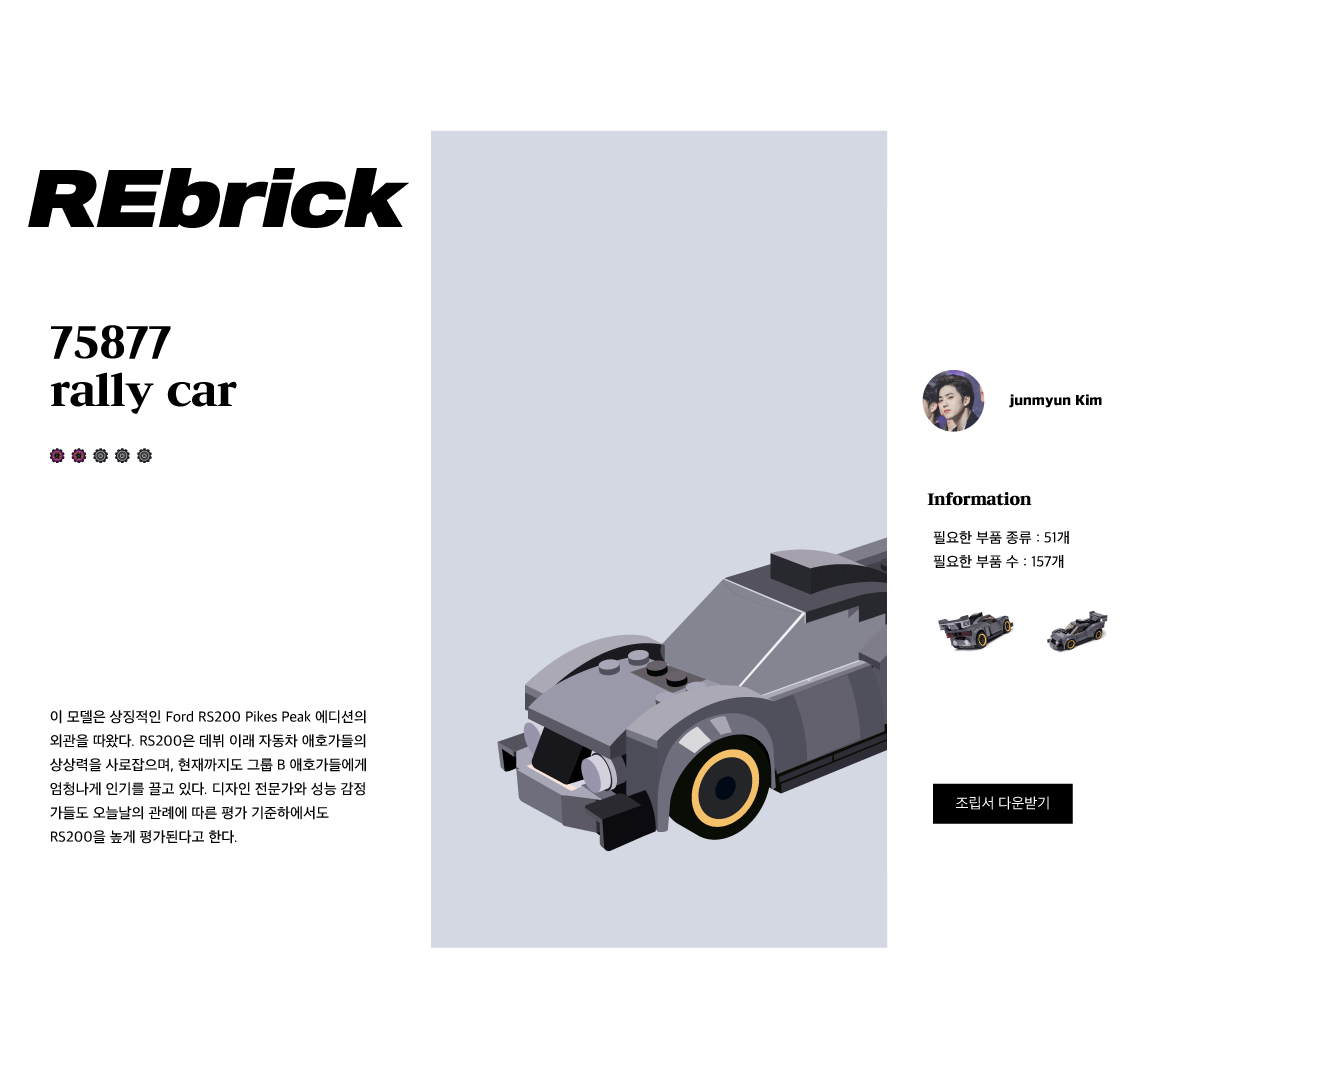 REbrick
75877
rally car
이 모델은 상징적인 Ford RS200 Pikes Peak 에디션의
외관을 따왔다. RS200은 데뷔 이래 자동차 애호가들의
상상력을 사로잡으며, 현재까지도 그룹 B 애호가들에게
엄청나게 인기를 끌고 있다. 디자인 전문가와 성능 감정
가들도 오늘날의 관례에 따른 평가 기준하에서도
RS200을 높게 평가된다고 한다.
junmyun Kim
Information
필요한 부품 종류 : 51개
필요한 부품 수 : 157개
조립서 다운받기